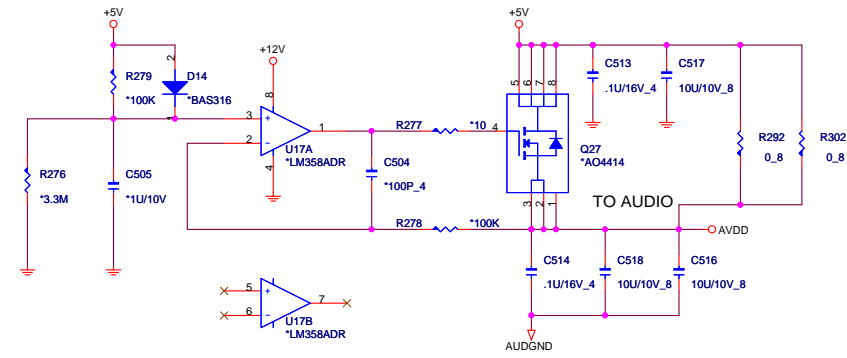 +5V
+5V
+12V
R279
*100K
2
D14
*BAS316
1
8
3
+
2
-
1
4
U17A
*LM358ADR
R277
*10
4
5
6
7
8
Q27
*AO4414
3
2
1
C513
.1U/16V_4
C517
10U/10V_8
R292
0_8
R302
0_8
R276
*3.3M
C505
*1U/10V
C504
*100P_4
R278
*100K
TO AUDIO
AVDD
C514
.1U/16V_4
C518
10U/10V_8
C516
10U/10V_8
5
+
6
-
7
U17B
*LM358ADR
AUDGND